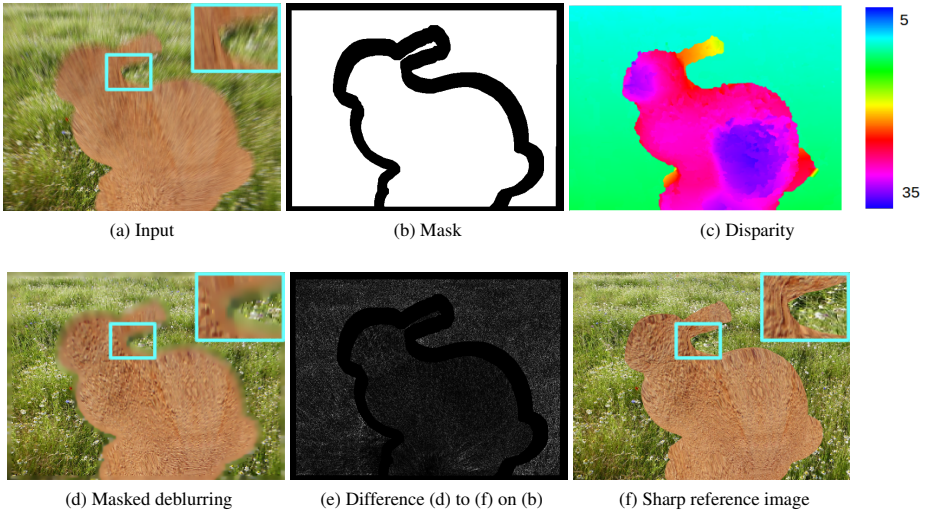 5
35
(a) Input
(b) Mask
(c) Disparity
(d) Masked deblurring
(e) Difference (d) to (f) on (b)
(f) Sharp reference image